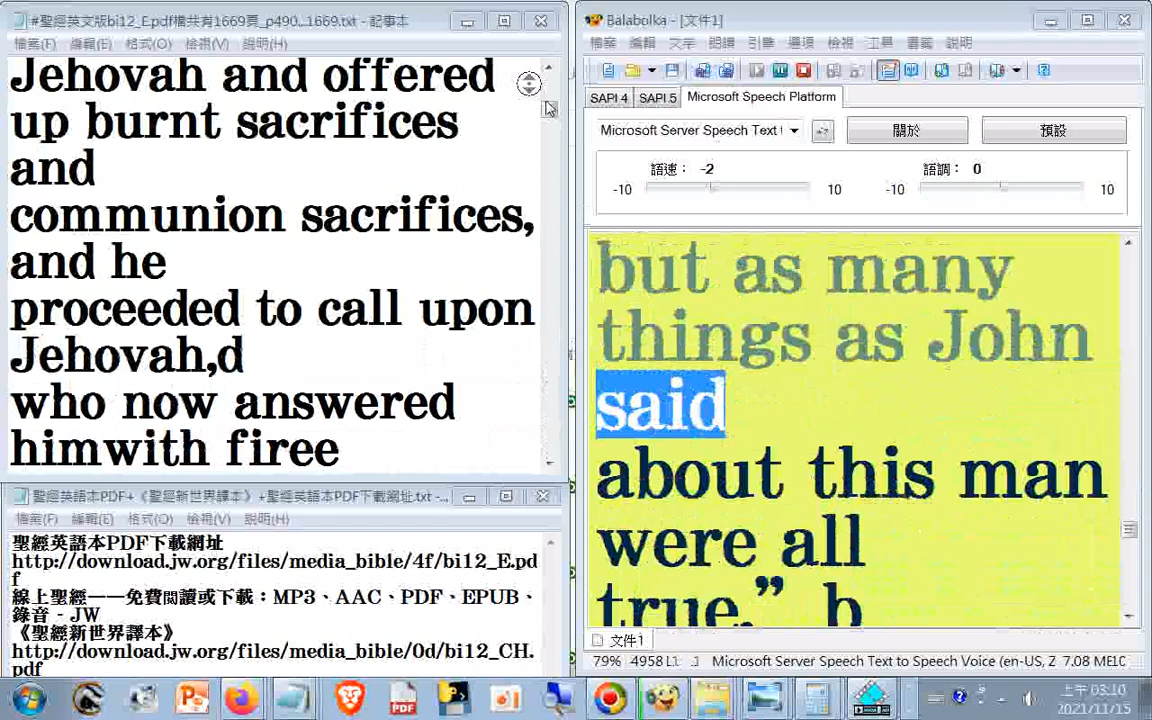 #聖經英文版bi12_E.pdf檔共有1669頁_p490...1669.txt - 記事本
檔案(F) 編輯(E) 格式(O) 檢視(V) 說明(H)
Jehovah and offered
up burnt sacrifices
and
communion sacrifices,
and he
proceeded to call upon
Jehovah,d
who now answered
himwith firee
聖經英語本PDF+《聖經新世界譯本》+聖經英語本PDF下載網址.txt - ...
檔案(F) 編輯(E) 格式(O) 檢視(V) 說明(H)
聖經英語本PDF下載網址
http://download.jw.org/files/media_bible/4f/bi12_E.pd
f
線上聖經——免費閱讀或下載：MP3、AAC、PDF、EPUB、
錄音 - JW
《聖經新世界譯本》
http://download.jw.org/files/media_bible/0d/bi12_CH.
pdf
Balabolka - [文件1]
檔案 編輯 文字 朗讀 引擎 選項 檢視 工具 書籤 說明
SAPI 4 SAPI 5 Microsoft Speech Platform
Microsoft Server Speech Text 關於 預設
語速： -2 語調： 0
-10 10 -10 10
but as many
things as John
said
about this man
were all
true.” b
文件1
79% 4958 Microsoft Server Speech Text to Speech Voice (en-US, Z 7.08
上午 03:10
2021/11/15